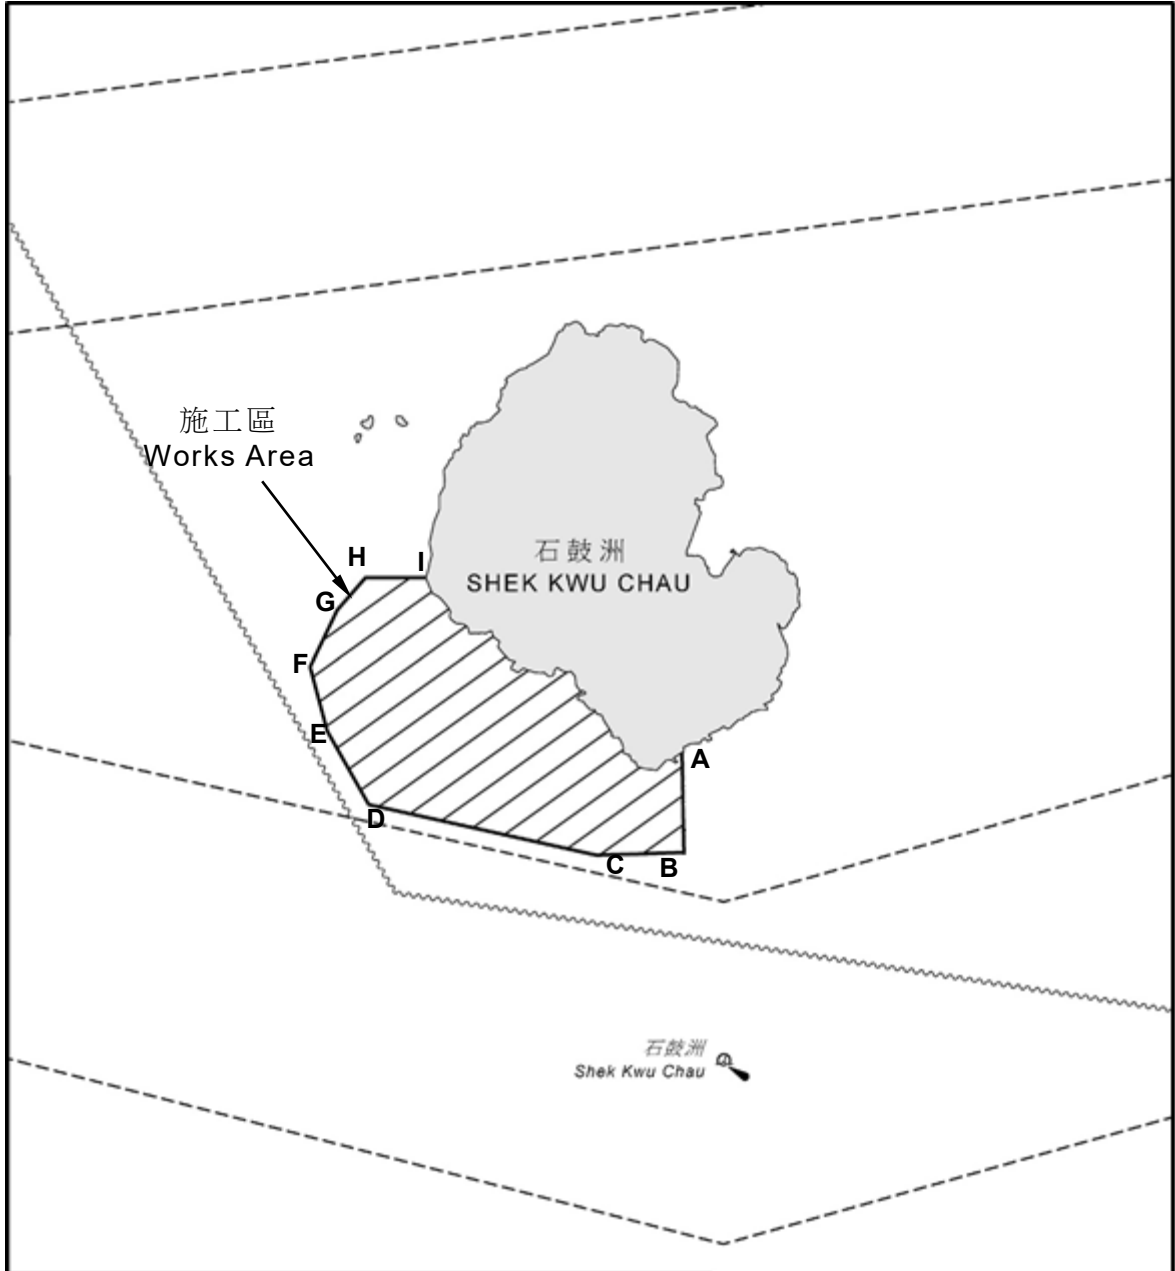 施工區
Works Area
H
I
石鼓洲
SHEK KWU CHAU
G
F
E
A
D
C
B
石鼓洲
Shek Kwu Chau